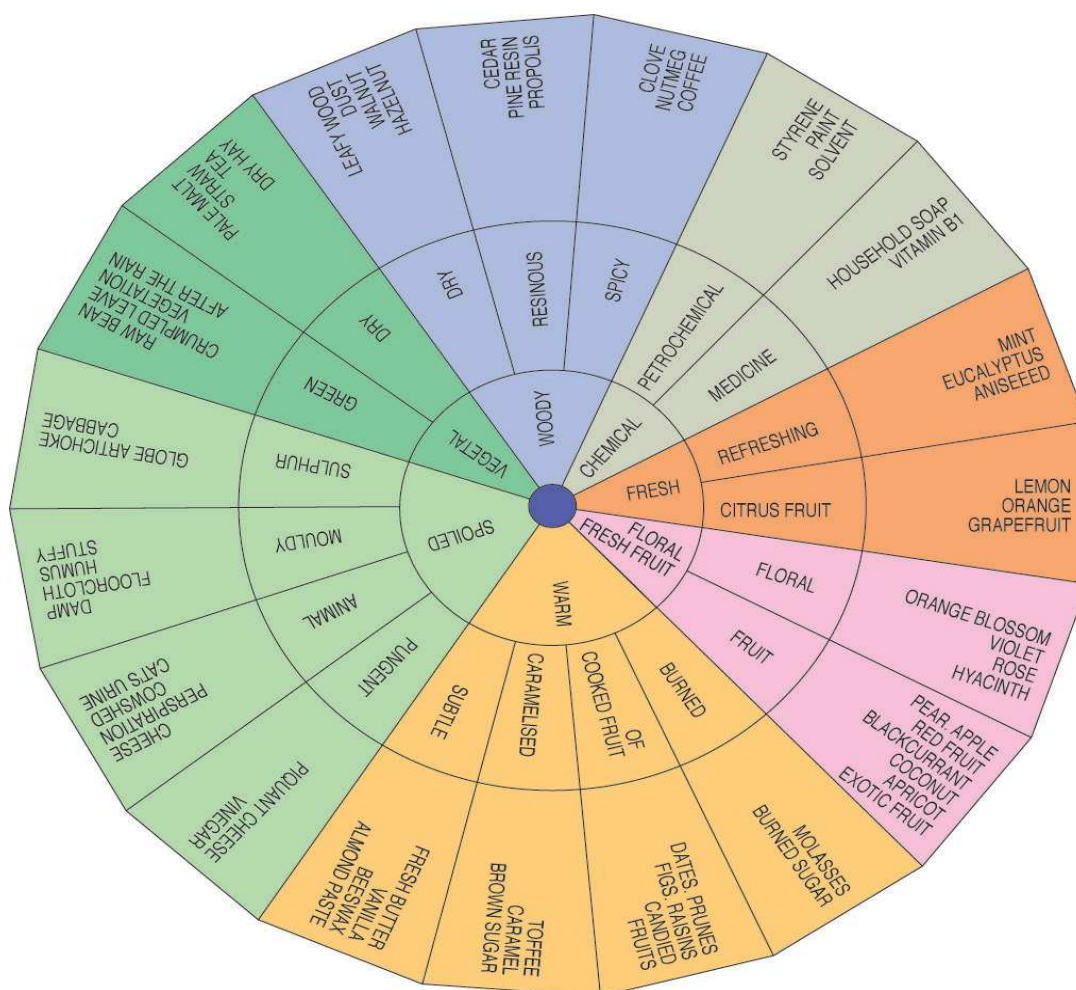 WOODY
DRY
LEAFY WOOD
DUST
WALNUT
HAZELNUT
RESINOUS
CEDAR
PINE RESIN
PROPOLIS
SPICY
CLOVE
NUTMEG
COFFEE
CHEMICAL
PETROCHEMICAL
STYRENE
PAINT
SOLVENT
MEDICINE
HOUSEHOLD SOAP
VITAMIN B1
FRESH
REFRESHING
MINT
EUCALYPTUS
ANISEEED
CITRUS FRUIT
LEMON
ORANGE
GRAPEFRUIT
FLORAL
FRESH FRUIT
FLORAL
ORANGE BLOSSOM
VIOLET
ROSE
HYACINTH
FRUIT
PEAR. APPLE
RED FRUIT
BLACKCURRANT
COCONUT
APRICOT
EXOTIC FRUIT
WARM
BURNED
MOLASSES
BURNED SUGAR
OF
COOKED FRUIT
DATES. PRUNES
FIGS. RAISINS
CANDIED
FRUITS
CARAMELISED
TOFFEE
CARAMEL
BROWN SUGAR
SUBTLE
FRESH BUTTER
VANILLA
BEESWAX
ALMOND PASTE
SPOILED
PUNGENT
PIQUANT CHEESE
VINEGAR
ANIMAL
CHEESE
PERSPIRATION
COWSHED
CAT'S URINE
MOULDY
DAMP
FLOORCLOTH
HUMUS
STUFFY
SULPHUR
GLOBE ARTICHOKE
CABBAGE
VEGETAL
GREEN
RAW BEAN
CRUMPLED LEAVE
VEGETATION
AFTER THE RAIN
DRY
PALE MALT
STRAW
TEA
DRY HAY